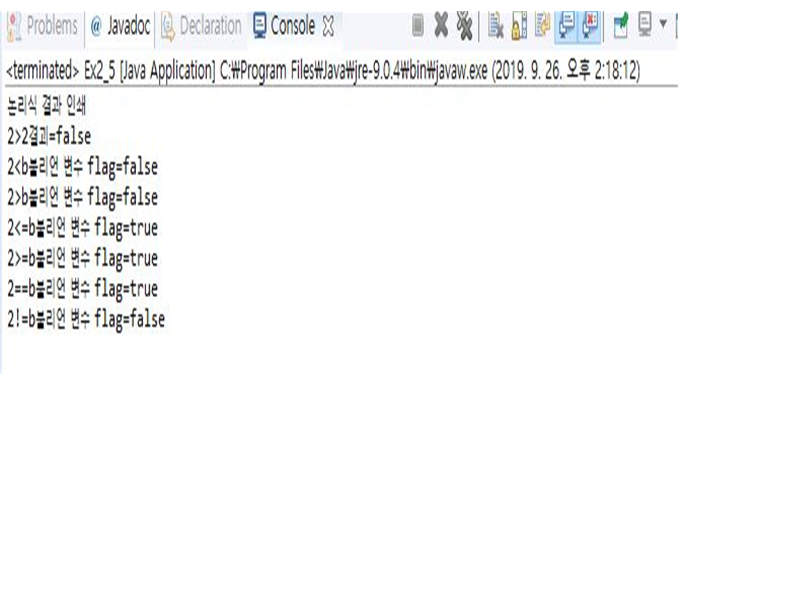 Problems @ Javadoc Declaration Console
<terminated> Ex2_5 [Java Application] C:₩Program Files₩Java₩jre-9.0.4₩bin₩javaw.exe (2019. 9. 26. 오후 2:18:12)
논리식 결과 인쇄
2>2결과=false
2<b불리언 변수 flag=false
2>b불리언 변수 flag=false
2<=b불리언 변수 flag=true
2>=b불리언 변수 flag=true
2==b불리언 변수 flag=true
2!=b불리언 변수 flag=false